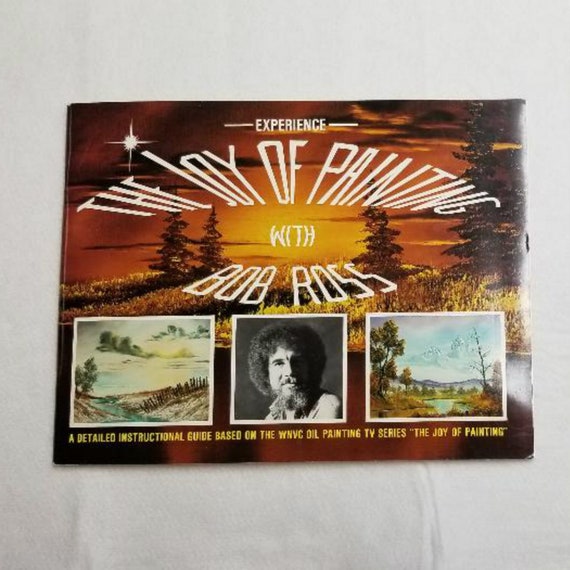 EXPERIENCE
THE JOY OF PAINTING
WITH
BOB ROSS
A DETAILED INSTRUCTIONAL GUIDE BASED ON THE WNVC OIL PAINTING TV SERIES "THE JOY OF PAINTING"